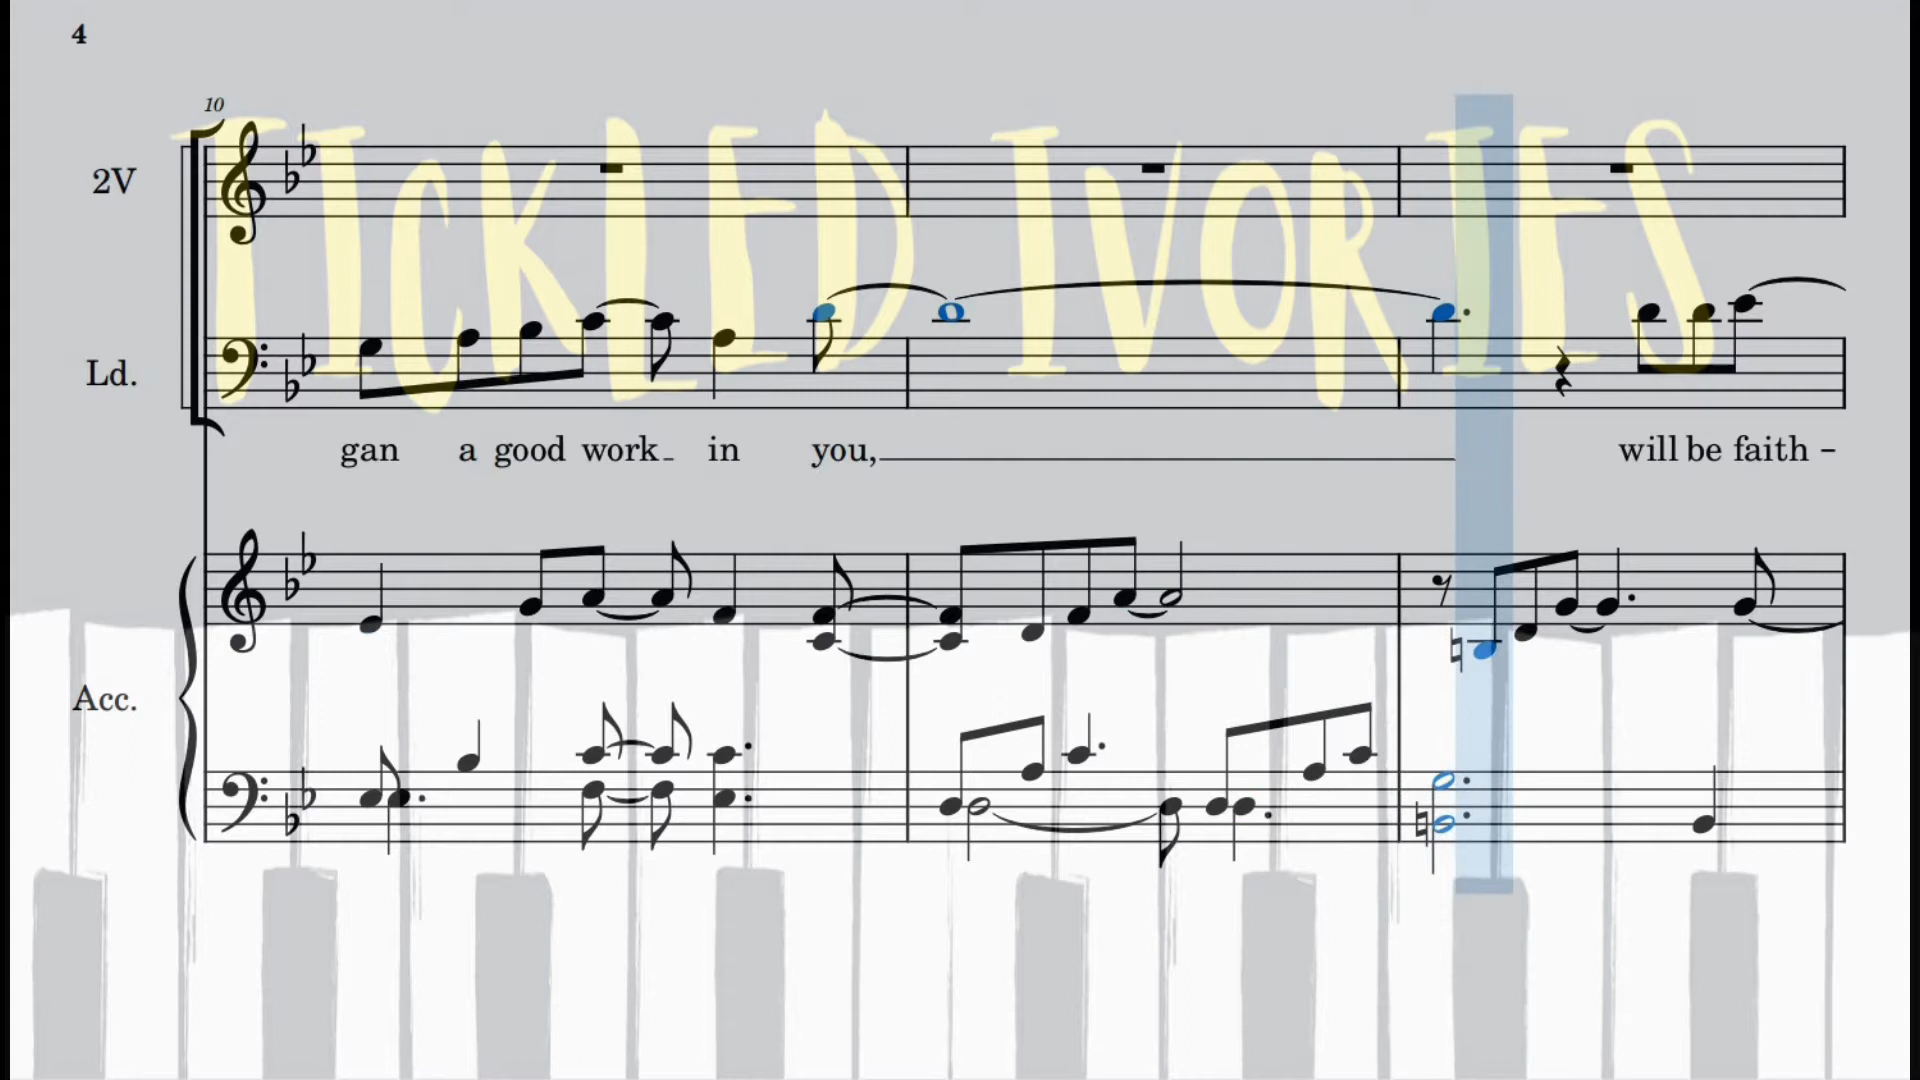 4
10
TICKLED IVORIES
2V
Ld.
gan a good work in you, will be faith -
Acc.